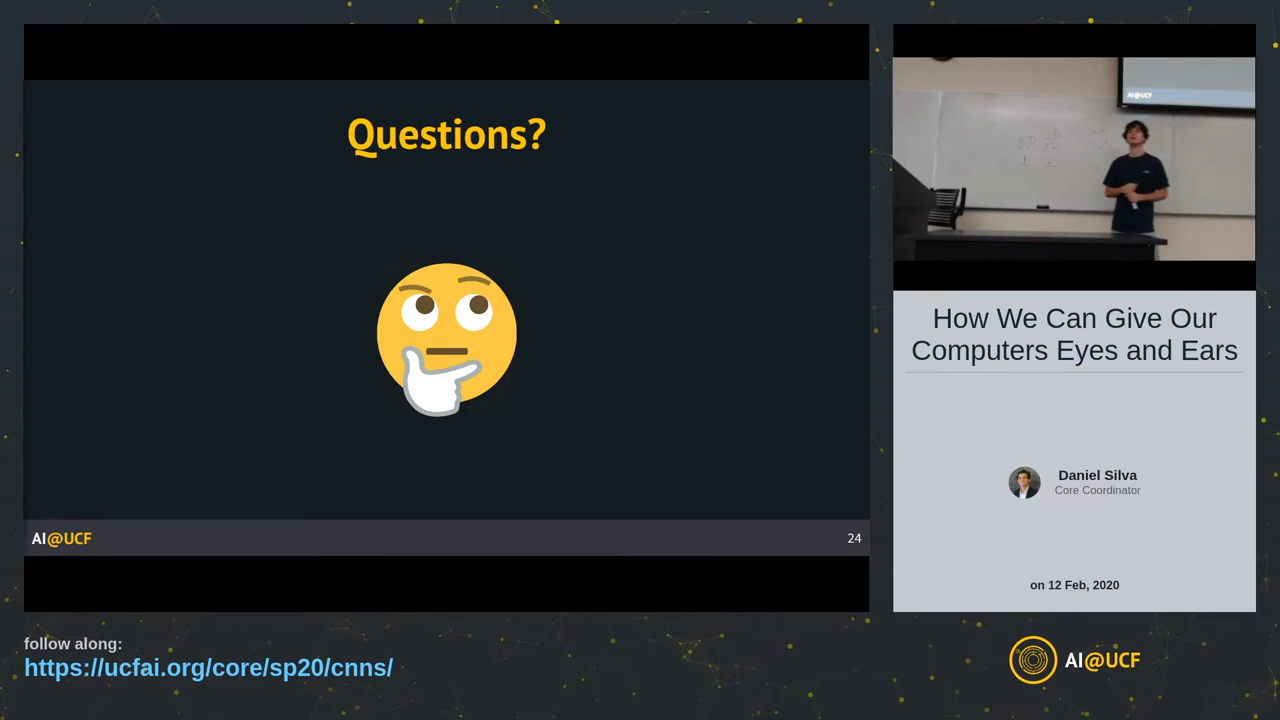 Questions?
AI@UCF
24
AI@UCF
How We Can Give Our
Computers Eyes and Ears
Daniel Silva
Core Coordinator
on 12 Feb, 2020
follow along:
https://ucfai.org/core/sp20/cnns/
AI@UCF